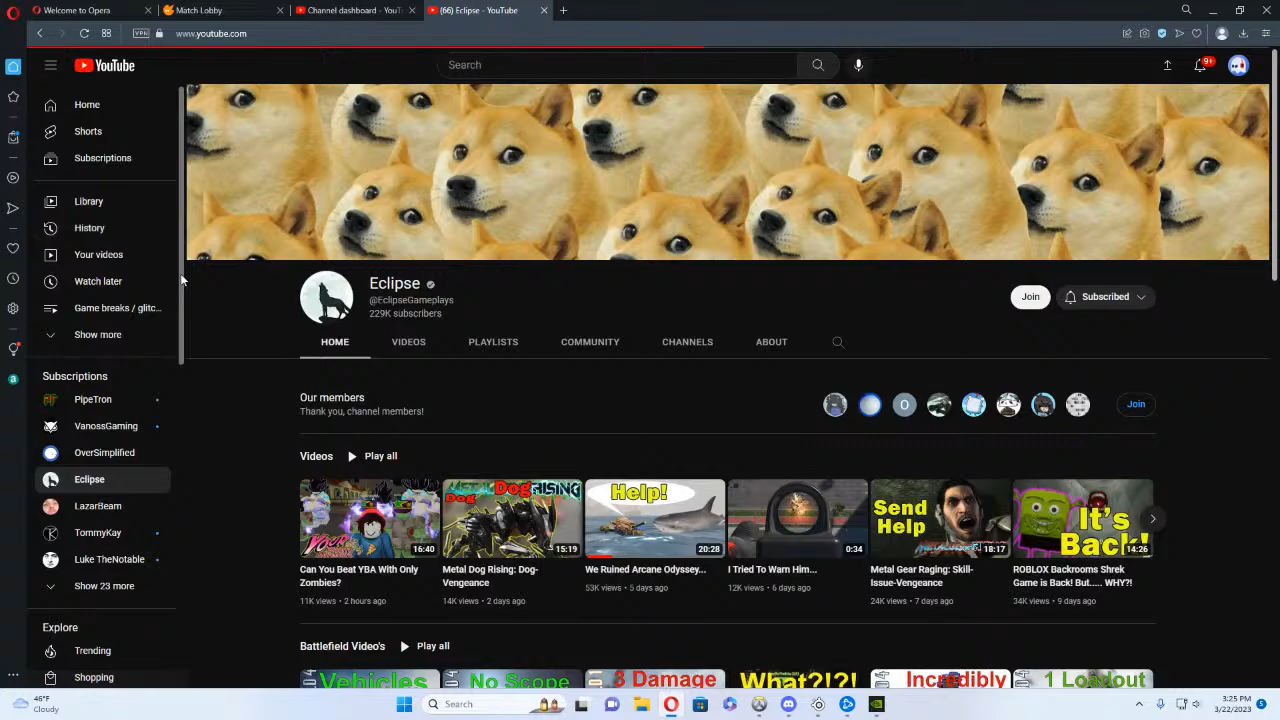 Welcome to Opera
Match Lobby
Channel dashboard - YouT
(66) Eclipse - YouTube
VPN
www.youtube.com
YouTube
Search
9+
Home
Shorts
Subscriptions
Library
History
Your videos
Watch later
Game breaks / glitc...
Show more
Subscriptions
PipeTron
VanossGaming
OverSimplified
Eclipse
LazarBeam
TommyKay
Luke TheNotable
Show 23 more
Explore
Trending
Shopping
Eclipse
@EclipseGameplays
229K subscribers
Join
Subscribed
HOME
VIDEOS
PLAYLISTS
COMMUNITY
CHANNELS
ABOUT
Our members
Thank you, channel members!
O
Join
Videos
Play all
16:40
Can You Beat YBA With Only
Zombies?
11K views • 2 hours ago
METAL DogRISING
Dog
15:19
Metal Dog Rising: Dog-
Vengeance
14K views • 2 days ago
Help!
20:28
We Ruined Arcane Odyssey...
53K views • 5 days ago
0:34
I Tried To Warn Him...
12K views • 6 days ago
Send
Help
18:17
Metal Gear Raging: Skill-
Issue-Vengeance
24K views • 7 days ago
It's
Back!
14:26
ROBLOX Backrooms Shrek
Game is Back! But..... WHY?!
34K views • 9 days ago
Battlefield Video's
Play all
Vehicles
No Scope
3 Damage
What?!?!
Incredibly
1 Loadout
46°F
Cloudy
Search
3:25 PM
3/22/2023
5